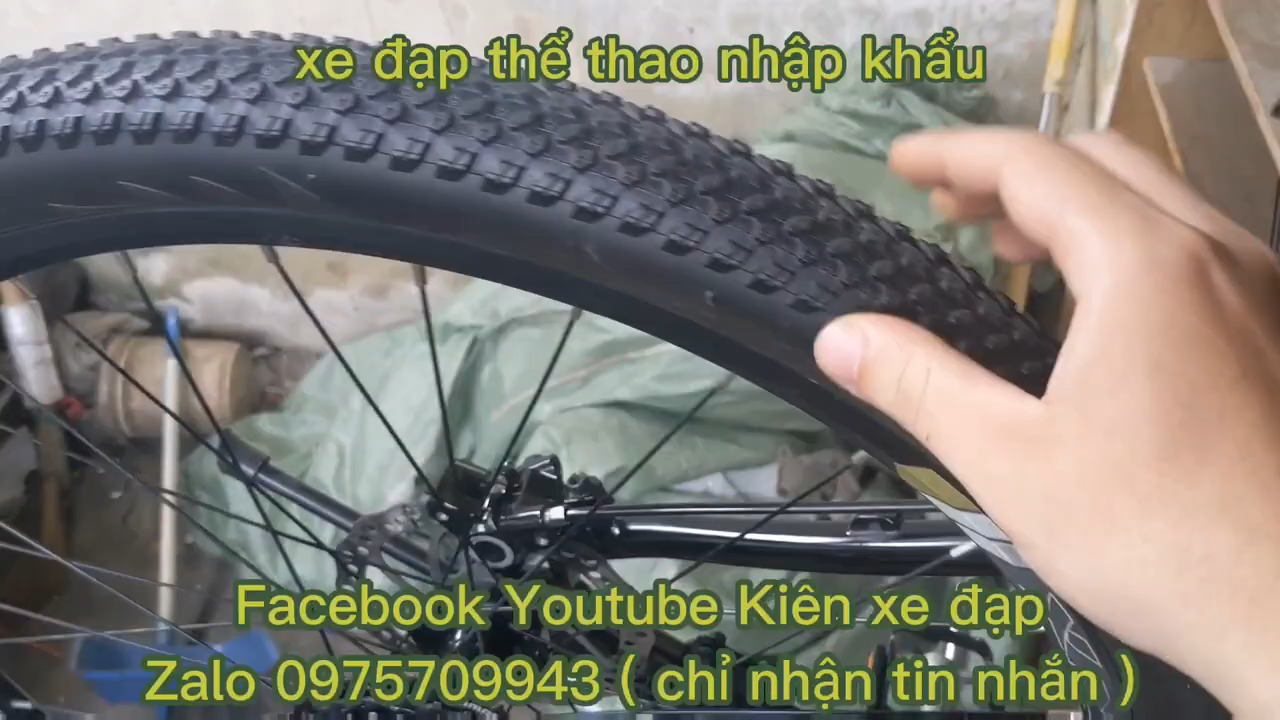 xe đạp thể thao nhập khẩu
Facebook Youtube Kiên xe đạp
Zalo 0975709943 ( chỉ nhận tin nhắn )